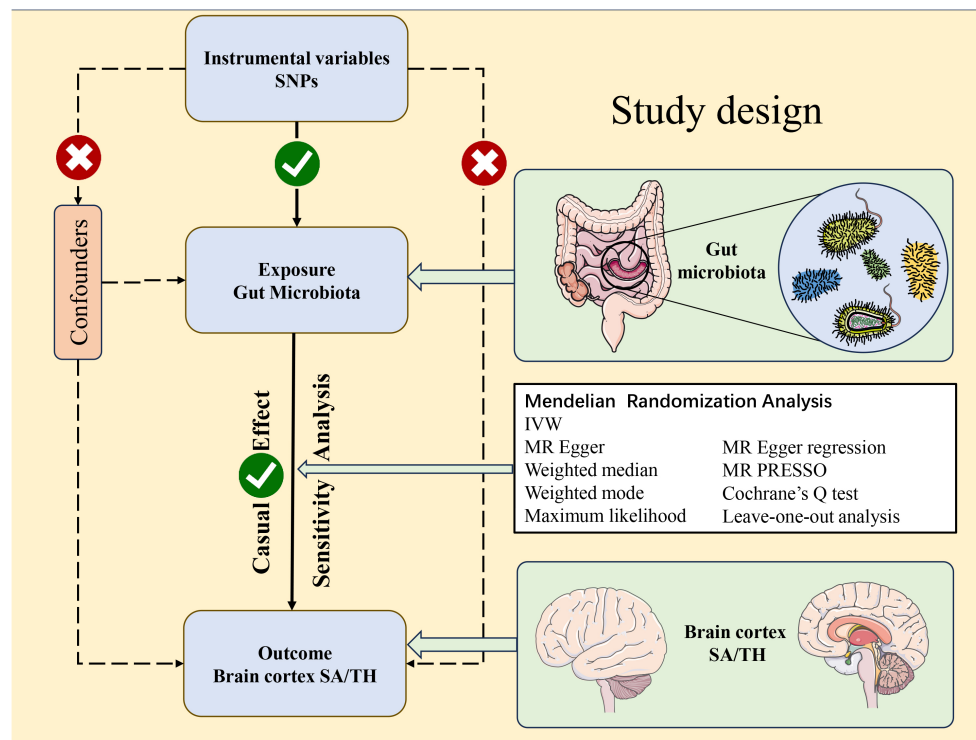 Instrumental variables
SNPs
Study design
Confounders
Exposure
Gut Microbiota
Gut
microbiota
Casual Effect
Sensitivity Analysis
Mendelian Randomization Analysis
IVW
MR Egger
Weighted median
Weighted mode
Maximum likelihood
MR Egger regression
MR PRESSO
Cochrane's Q test
Leave-one-out analysis
Outcome
Brain cortex SA/TH
Brain cortex
SA/TH